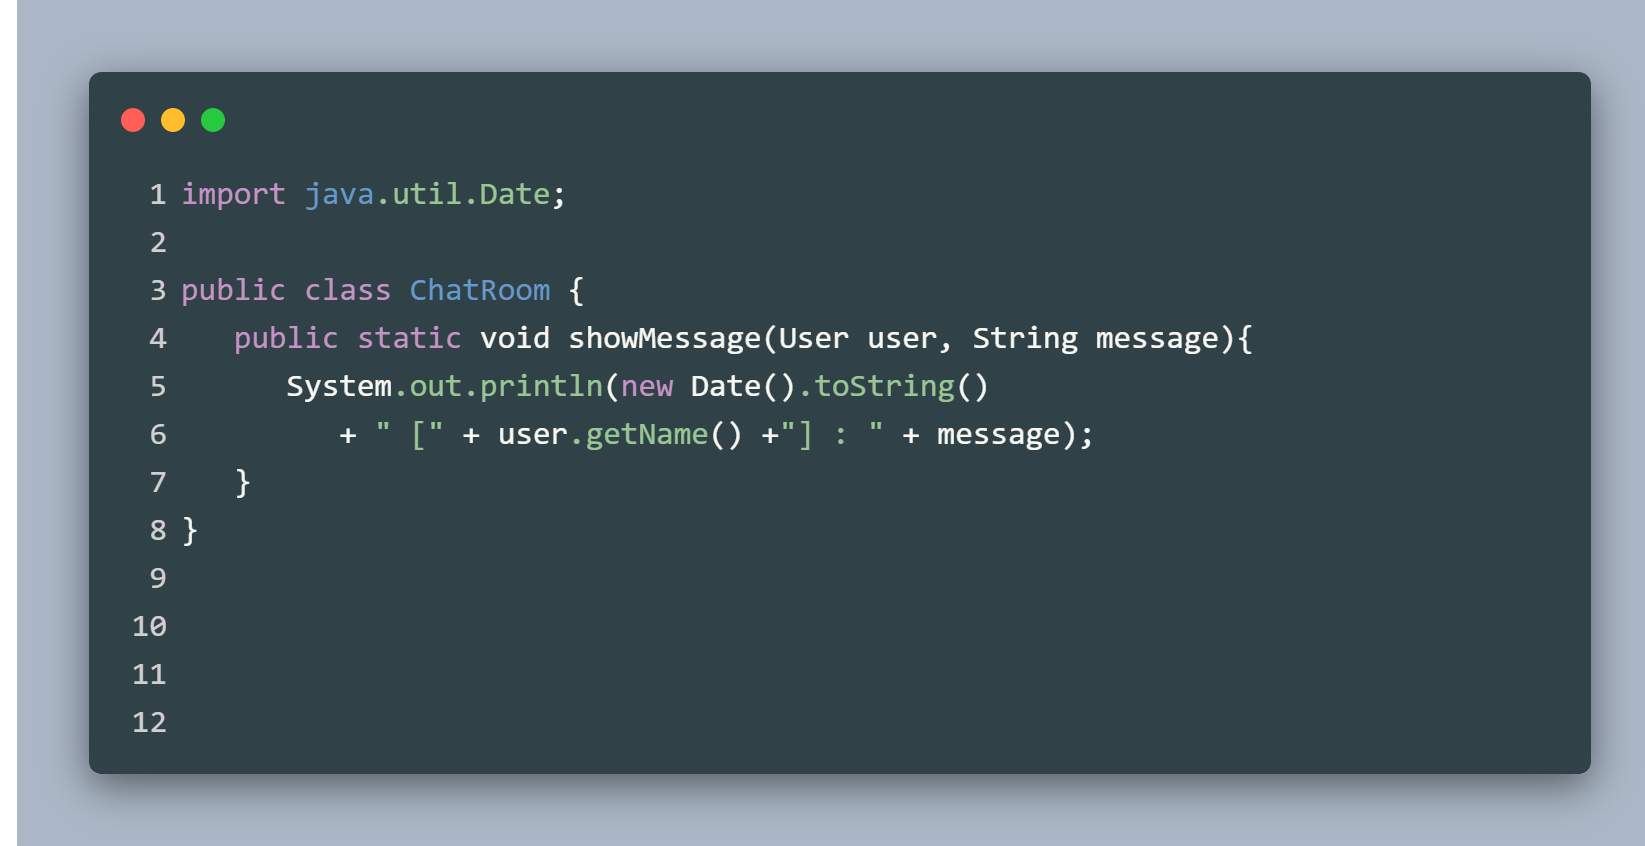 1 import java.util.Date;
2
3 public class ChatRoom {
4    public static void showMessage(User user, String message){
5       System.out.println(new Date().toString()
6          + " [" + user.getName() +"] : " + message);
7    }
8 }
9
10
11
12